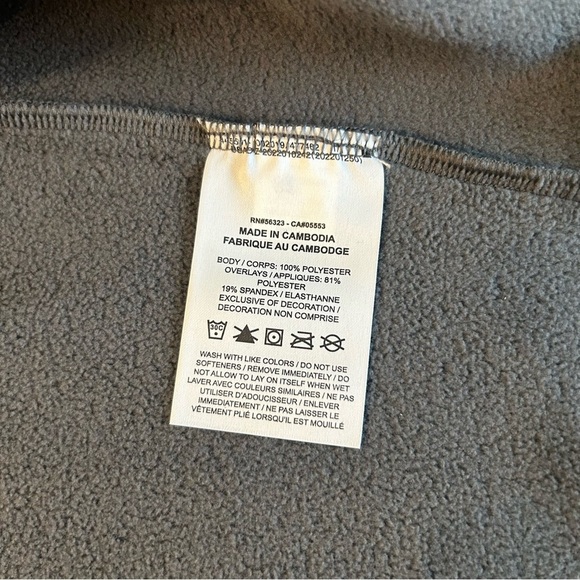 RN#56323 - CA#05553
MADE IN CAMBODIA
FABRIQUE AU CAMBODGE
BODY / CORPS: 100% POLYESTER
OVERLAYS / APPLIQUES: 81%
POLYESTER
19% SPANDEX / ELASTHANNE
EXCLUSIVE OF DECORATION /
DECORATION NON COMPRISE
30C
WASH WITH LIKE COLORS / DO NOT USE
SOFTENERS / REMOVE IMMEDIATELY / DO
NOT ALLOW TO LAY ON ITSELF WHEN WET
LAVER AVEC COULEURS SIMILAIRES / NE PAS
UTILISER D'ADOUCISSEUR / ENLEVER
IMMEDIATEMENT / NE PAS LAISSER LE
VÊTEMENT PLIÉ LORSQU'IL EST MOUILLÉ